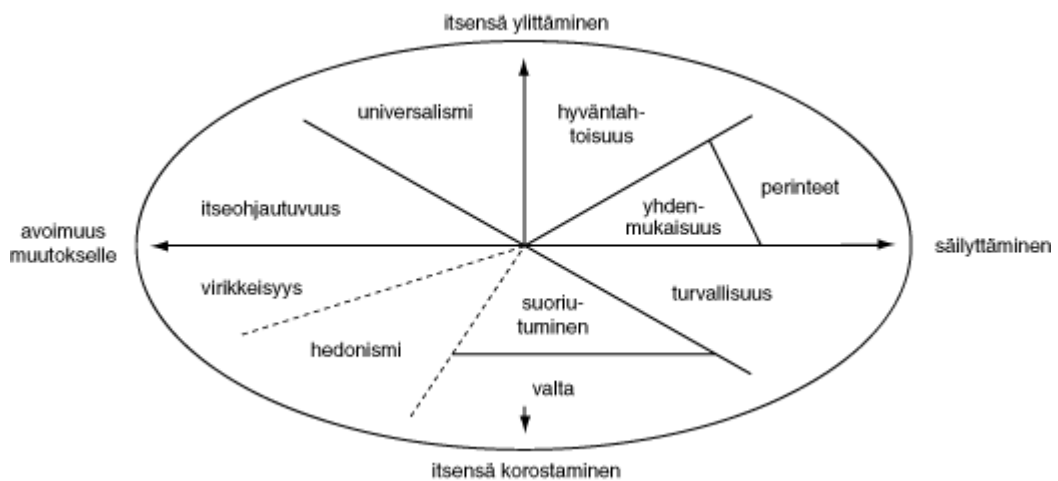 itsensä ylittäminen
universalismi
hyväntah-
toisuus
perinteet
itseohjautuvuus
yhden-
mukaisuus
avoimuus
muutokselle
säilyttäminen
virikkeisyys
turvallisuus
suoriu-
tuminen
hedonismi
valta
itsensä korostaminen